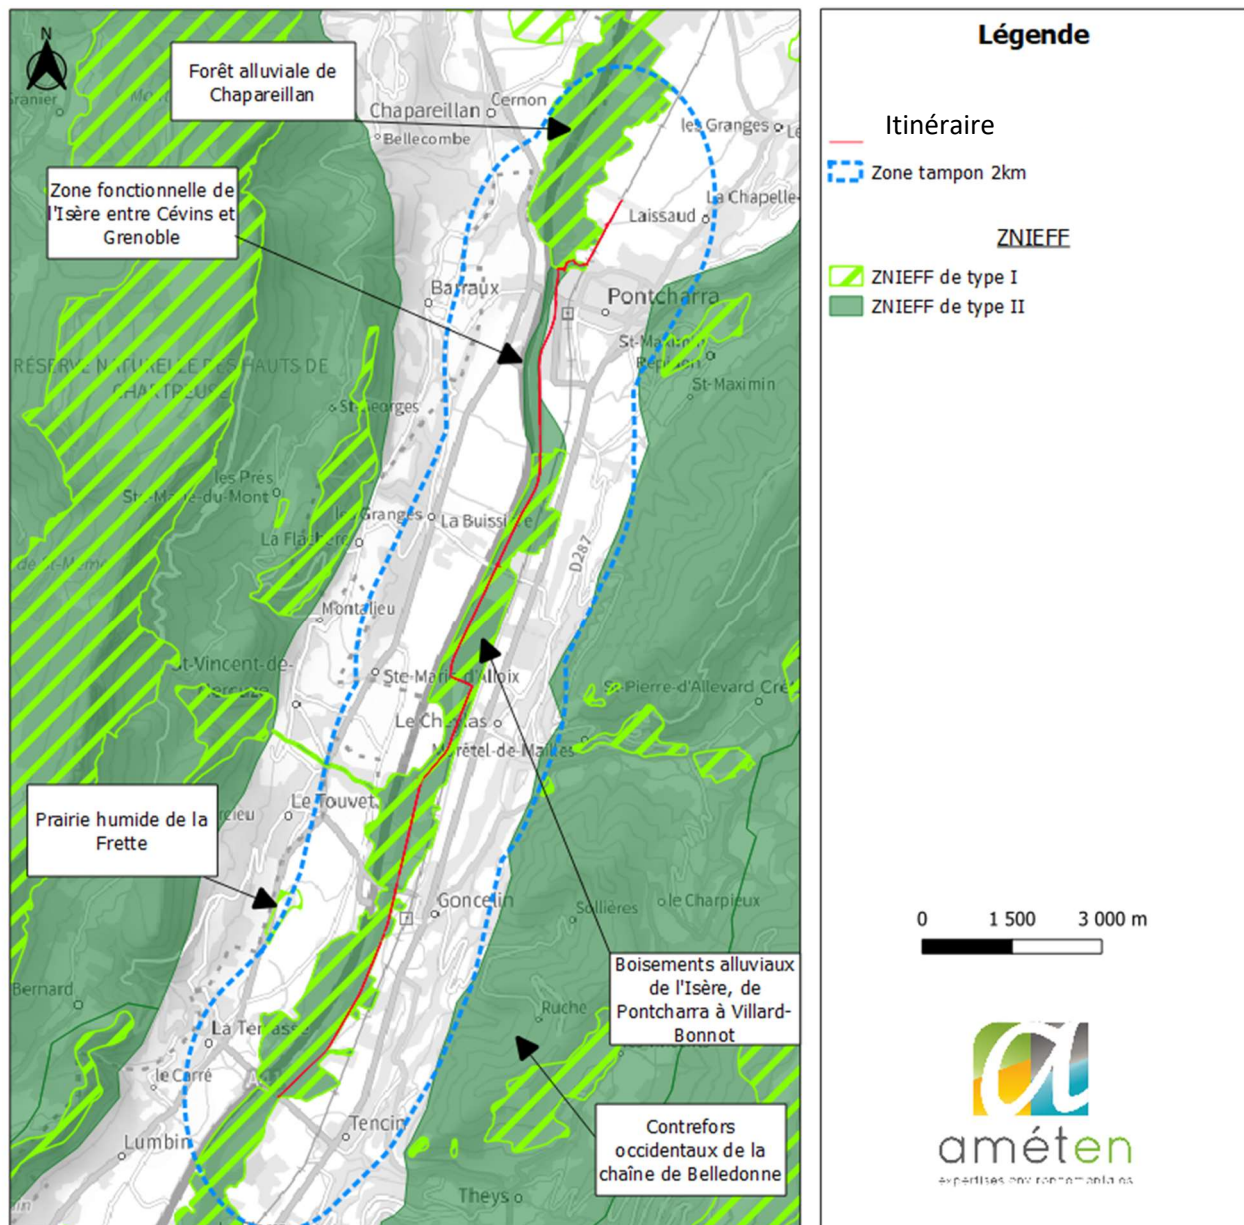 N
Forêt alluviale de
Chapareillan
Chapareillan
Cernon
Bellecombe
les Granges
Zone fonctionnelle de
l'Isère entre Cévins et
Grenoble
La Chapelle-
Laissaud
Barraux
Pontcharra
St-Maximin
RÉSERVE NATURELLE DES HAUTS DE
CHARTREUSE
St-Georges
les Prés
Ste-Marie-du-Mont
les Granges
La Buissière
La Flachère
D287
Montalieu
St-Vincent-de-
Mercuze
Ste-Marie d'Alloix
St-Pierre-d'Allevard
Le Cheylas
Morêtel-de-Mailles
Prairie humide de la
Frette
Le Touvet
Goncelin
Sollières
le Charpieux
Boisements alluviaux
de l'Isère, de
Pontcharra à Villard-
Bonnot
Bernard
Ruche
La Terrasse
le Carré
Tencin
Lumbin
Contrefors
occidentaux de la
chaîne de Belledonne
Theys
Légende
Itinéraire
Zone tampon 2km
ZNIEFF
ZNIEFF de type I
ZNIEFF de type II
0 1 500 3 000 m
améten
expertises environnementales